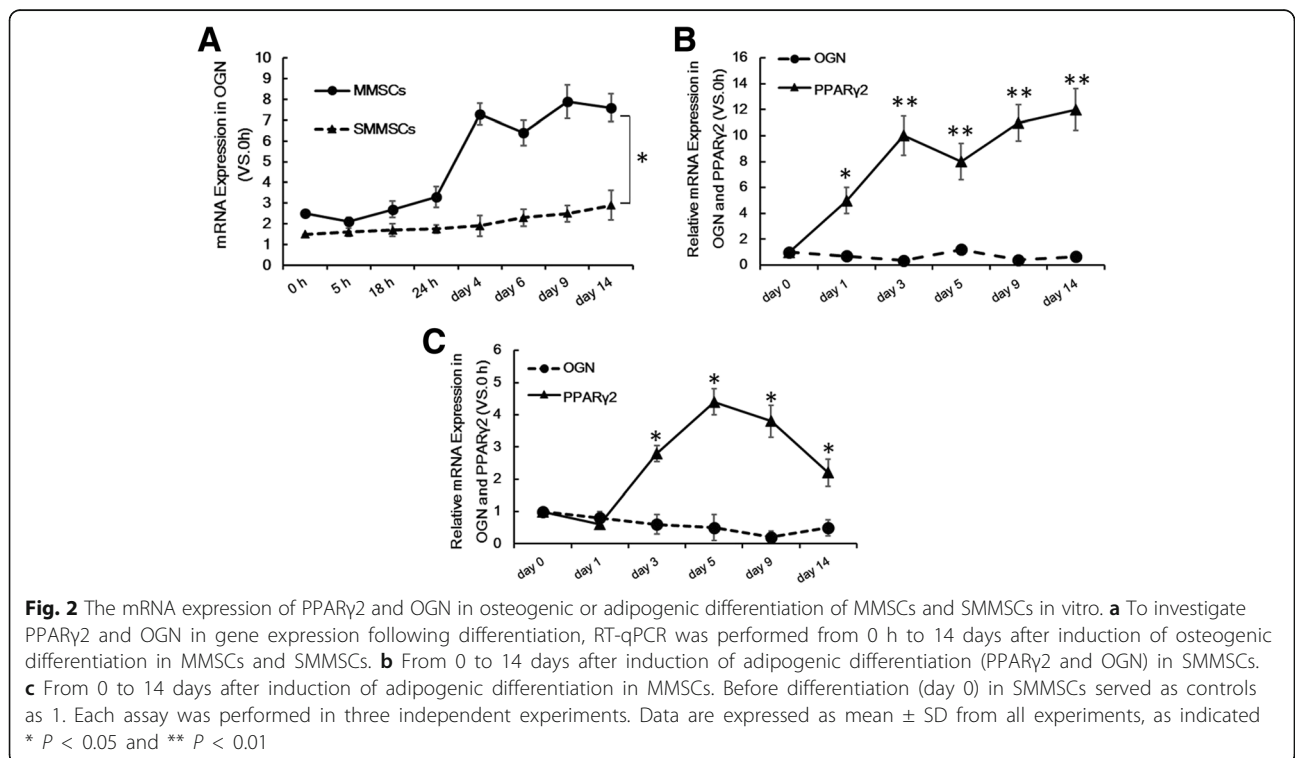 A
mRNA Expression in OGN
(VS.0h)
10
9
8
7
6
5
4
3
2
1
0
MMSCs
SMMSCs
*
0 h
5 h
18 h
24 h
day 4
day 6
day 9
day 14
B
Relative mRNA Expression in
OGN and PPARγ2 (VS.0h)
16
14
12
10
8
6
4
2
0
OGN
PPARγ2
*
**
**
**
**
day 0
day 1
day 3
day 5
day 9
day 14
C
Relative mRNA Expression in
OGN and PPARγ2 (VS.0h)
6
5
4
3
2
1
0
OGN
PPARγ2
*
*
*
*
day 0
day 1
day 3
day 5
day 9
day 14
Fig. 2 The mRNA expression of PPARγ2 and OGN in osteogenic or adipogenic differentiation of MMSCs and SMMSCs in vitro. a To investigate
PPARγ2 and OGN in gene expression following differentiation, RT-qPCR was performed from 0 h to 14 days after induction of osteogenic
differentiation in MMSCs and SMMSCs. b From 0 to 14 days after induction of adipogenic differentiation (PPARγ2 and OGN) in SMMSCs.
c From 0 to 14 days after induction of adipogenic differentiation in MMSCs. Before differentiation (day 0) in SMMSCs served as controls
as 1. Each assay was performed in three independent experiments. Data are expressed as mean ± SD from all experiments, as indicated
* P < 0.05 and ** P < 0.01